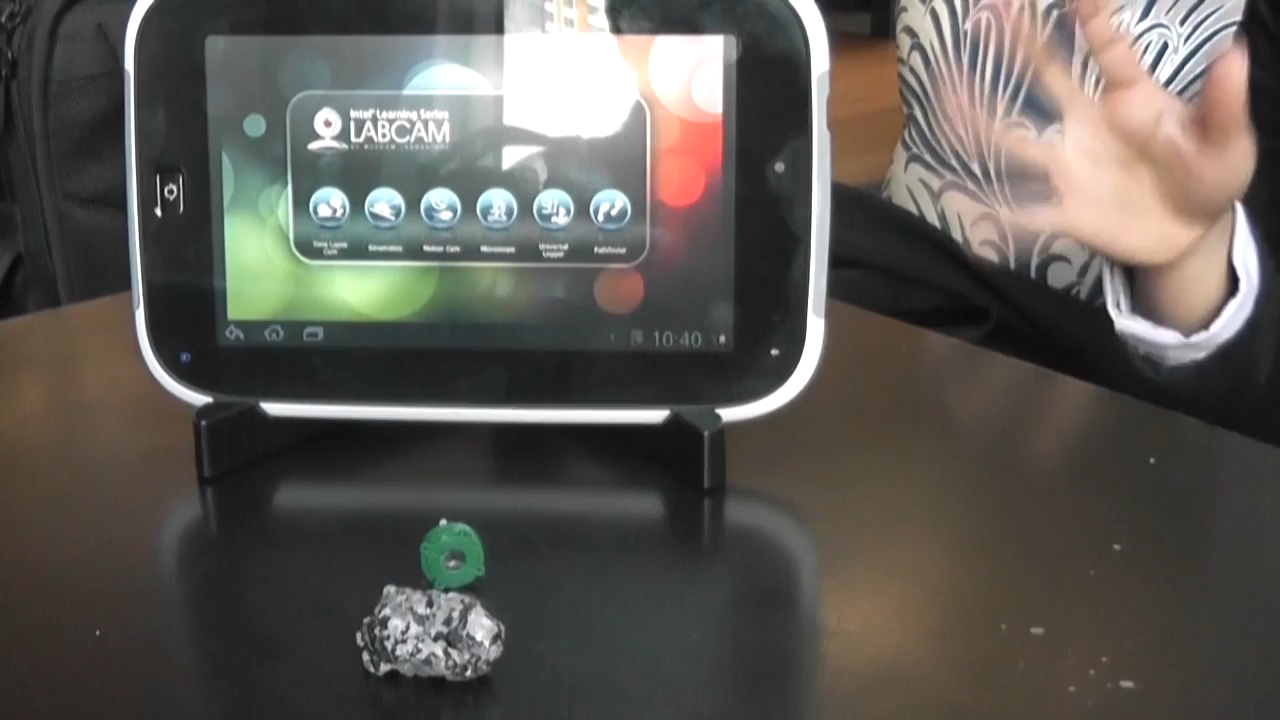 Intel® Learning Series
LABCAM
Time Lapse Cam
Kinematics
Motion Cam
Microscope
Universal Logger
Pathfinder
10:40